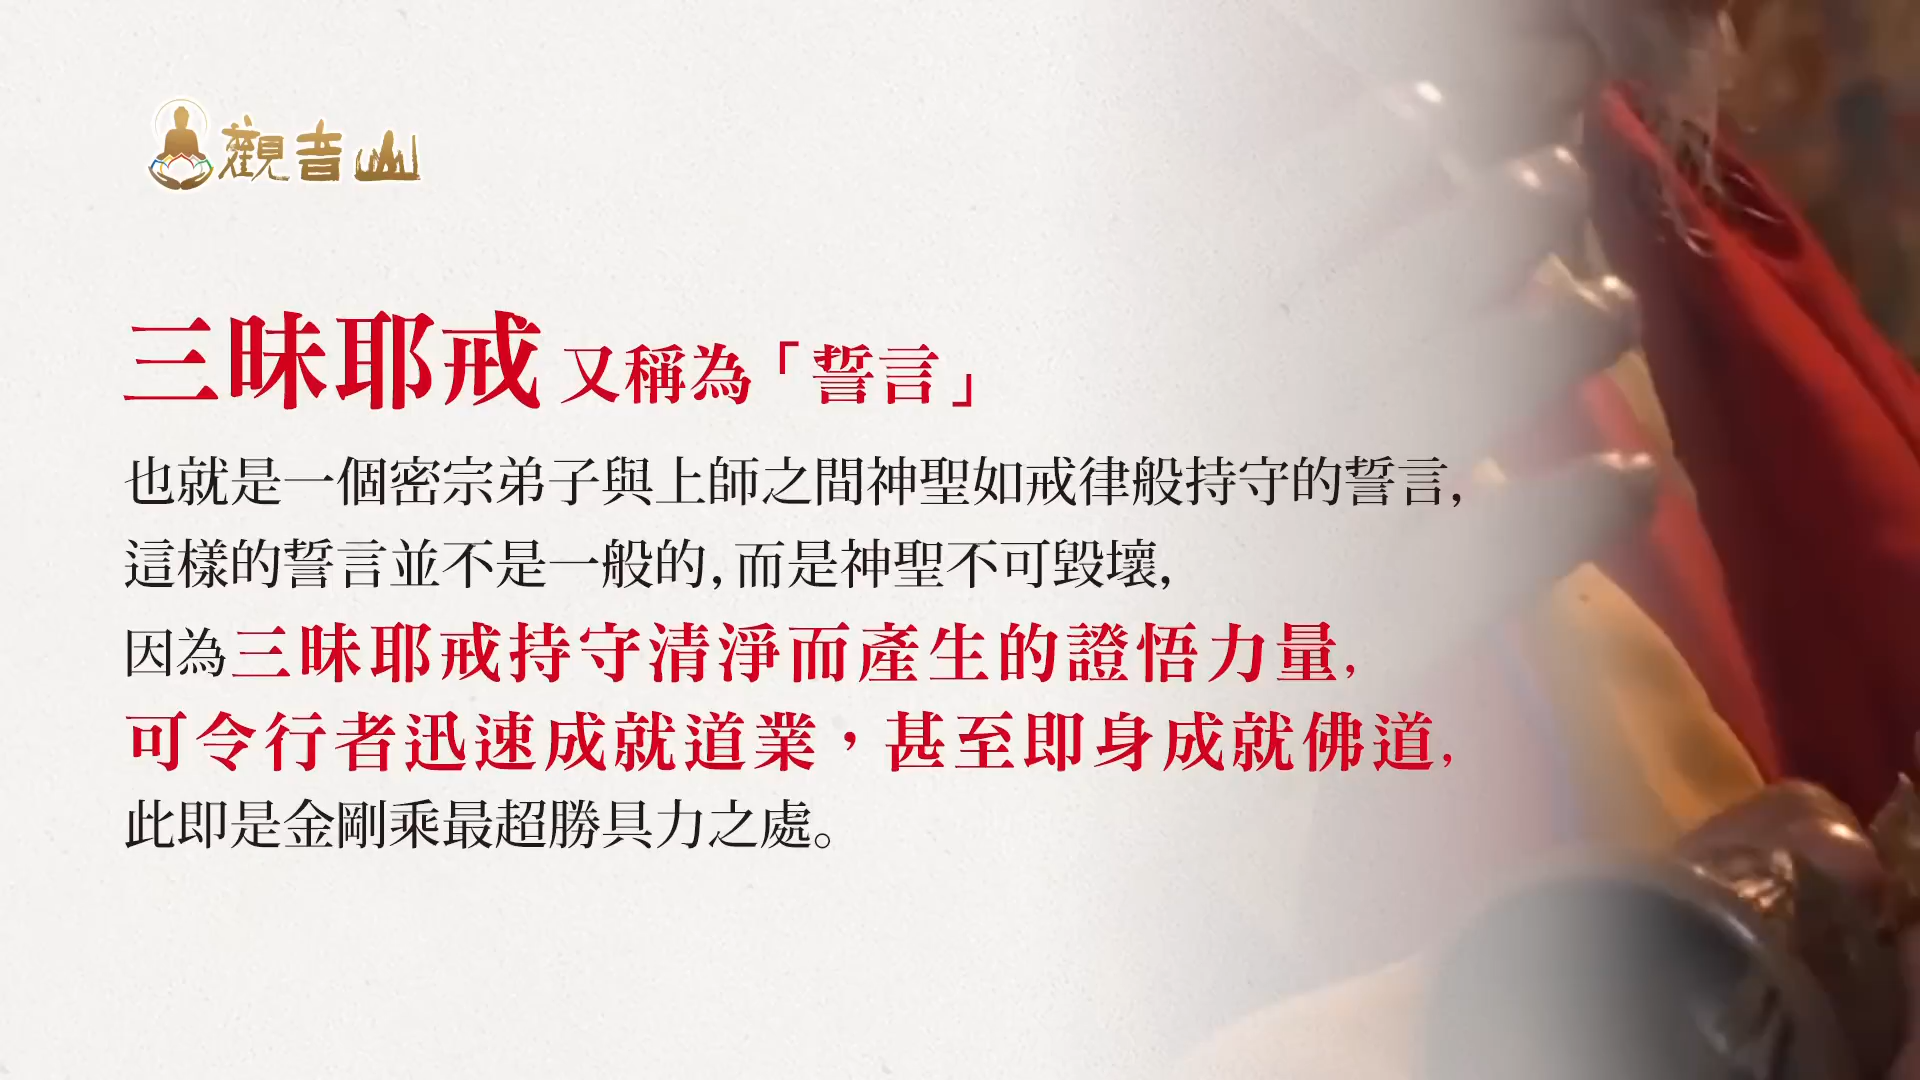 觀音山
三昧耶戒 又稱為「誓言」
也就是一個密宗弟子與上師之間神聖如戒律般持守的誓言,
這樣的誓言並不是一般的, 而是神聖不可毀壞,
因為三昧耶戒持守清淨而產生的證悟力量,
可令行者迅速成就道業，甚至即身成就佛道,
此即是金剛乘最超勝具力之處。